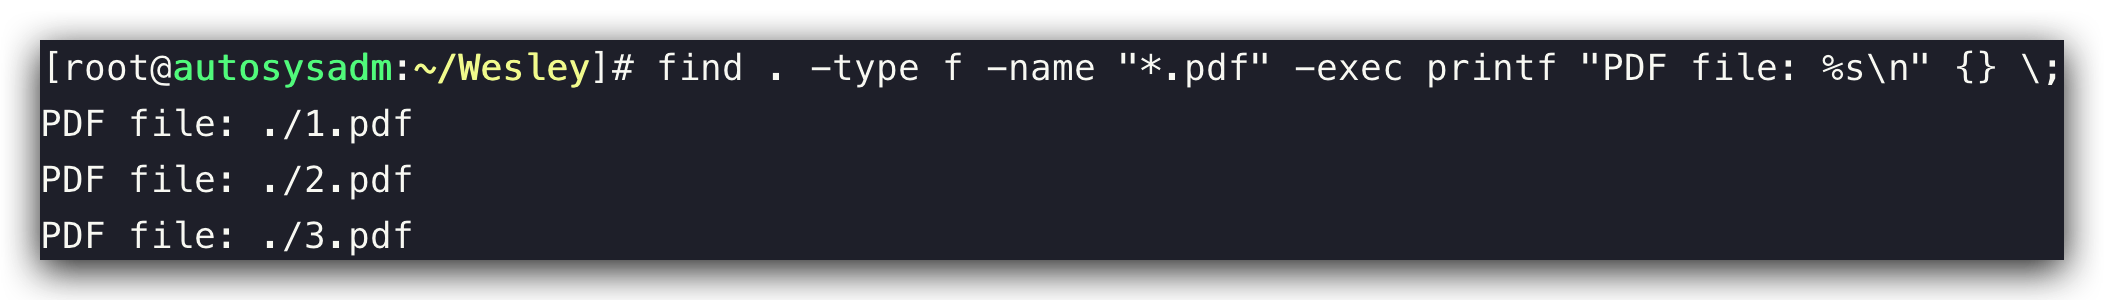 [root@autosysadm:~/Wesley]# find . -type f -name "*.pdf" -exec printf "PDF file: %s\n" {} \;
PDF file: ./1.pdf
PDF file: ./2.pdf
PDF file: ./3.pdf